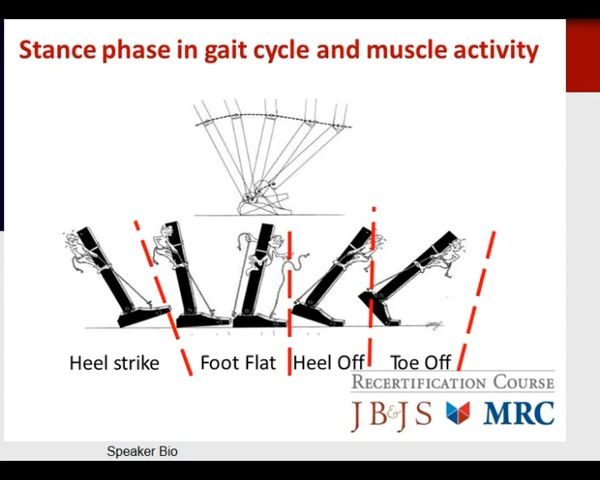 Stance phase in gait cycle and muscle activity
Heel strike
Foot Flat
Heel Off
Toe Off
RECERTIFICATION COURSE
JB&JS MRC
Speaker Bio